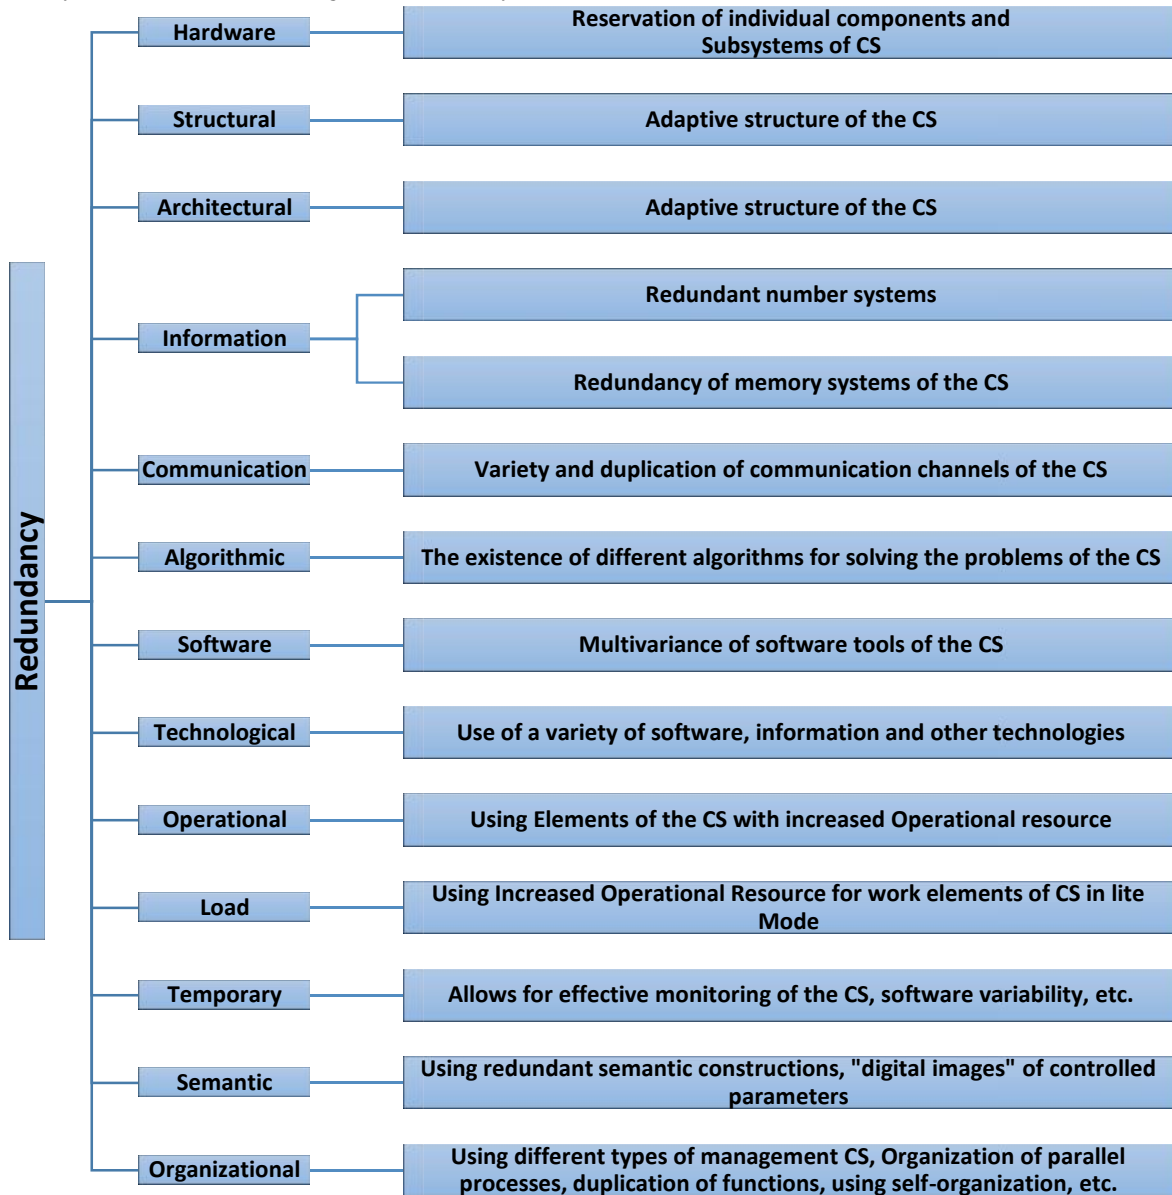 Redundancy
Hardware
Reservation of individual components and
Subsystems of CS
Structural
Adaptive structure of the CS
Architectural
Adaptive structure of the CS
Information
Redundant number systems
Redundancy of memory systems of the CS
Communication
Variety and duplication of communication channels of the CS
Algorithmic
The existence of different algorithms for solving the problems of the CS
Software
Multivariance of software tools of the CS
Technological
Use of a variety of software, information and other technologies
Operational
Using Elements of the CS with increased Operational resource
Load
Using Increased Operational Resource for work elements of CS in lite
Mode
Temporary
Allows for effective monitoring of the CS, software variability, etc.
Semantic
Using redundant semantic constructions, "digital images" of controlled
parameters
Organizational
Using different types of management CS, Organization of parallel
processes, duplication of functions, using self-organization, etc.